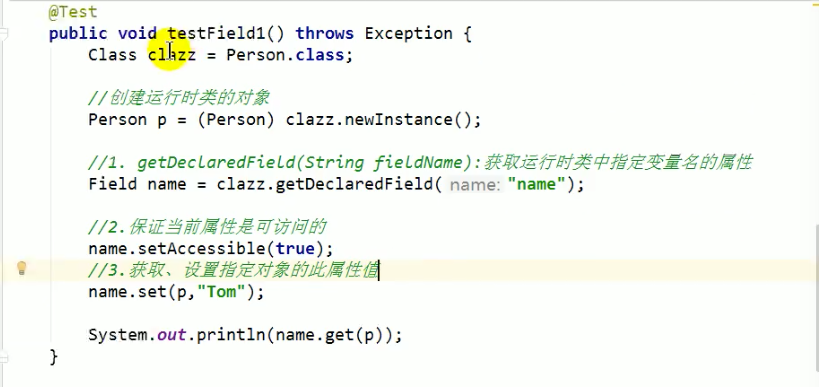 @Test
public void testField1() throws Exception {
Class clazz = Person.class;
//创建运行时类的对象
Person p = (Person) clazz.newInstance();
//1. getDeclaredField(String fieldName):获取运行时类中指定变量名的属性
Field name = clazz.getDeclaredField( name: "name");
//2.保证当前属性是可访问的
name.setAccessible(true);
//3.获取、设置指定对象的此属性值
name.set(p,"Tom");
System.out.println(name.get(p));
}